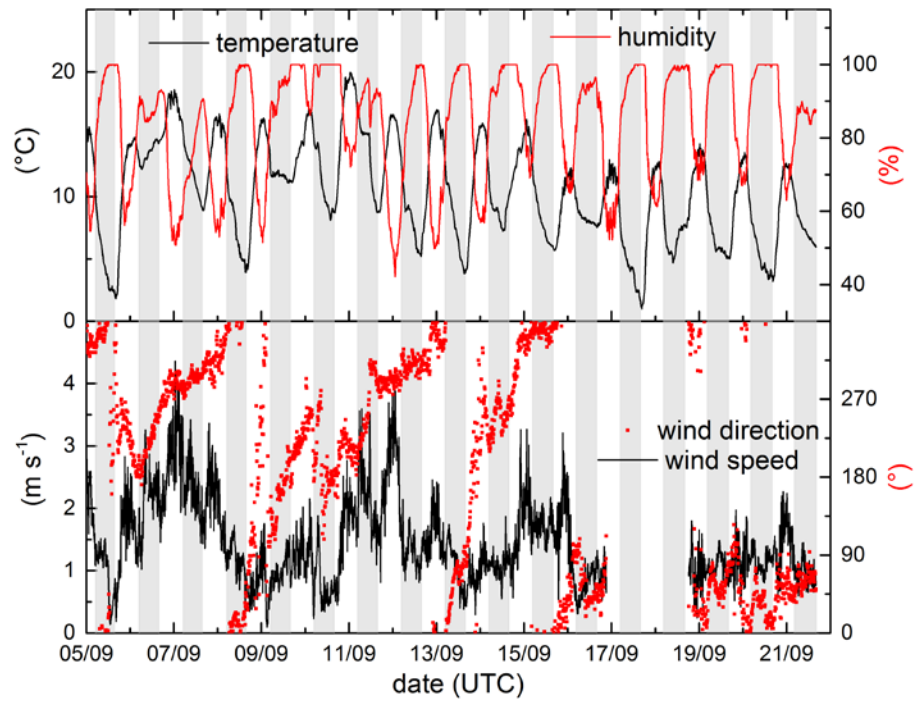 temperature
humidity
20
10
0
(°C)
100
80
60
40
(%)
wind direction
wind speed
4
3
2
1
0
(m s⁻¹)
270
180
90
0
(°)
05/09 07/09 09/09 11/09 13/09 15/09 17/09 19/09 21/09
date (UTC)